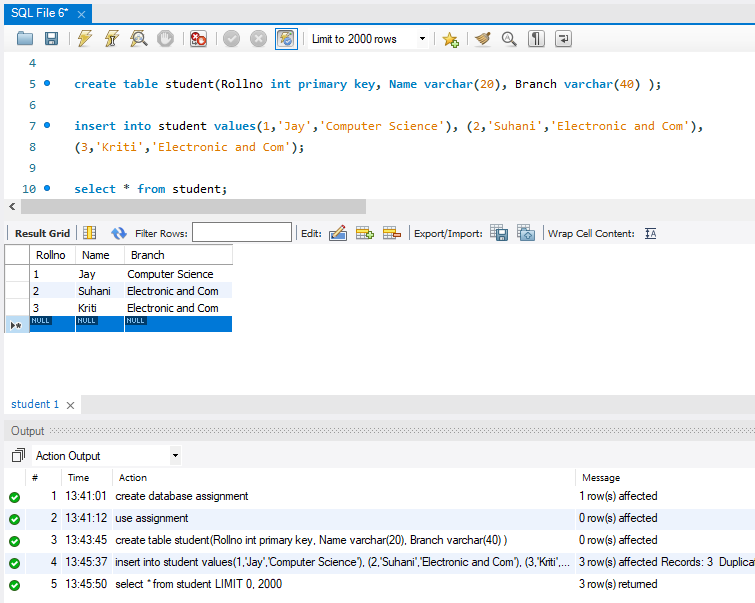 SQL File 6*
Limit to 2000 rows
4
5 create table student(Rollno int primary key, Name varchar(20), Branch varchar(40) );
6
7 insert into student values(1,'Jay','Computer Science'), (2,'Suhani','Electronic and Com'),
8 (3,'Kriti','Electronic and Com');
9
10 select * from student;
Result Grid Filter Rows: Edit: Export/Import: Wrap Cell Content:
Rollno Name Branch
1 Jay Computer Science
2 Suhani Electronic and Com
3 Kriti Electronic and Com
NULL NULL NULL
student 1
Output
Action Output
# Time Action Message
1 13:41:01 create database assignment 1 row(s) affected
2 13:41:12 use assignment 0 row(s) affected
3 13:43:45 create table student(Rollno int primary key, Name varchar(20), Branch varchar(40) ) 0 row(s) affected
4 13:45:37 insert into student values(1,'Jay','Computer Science'), (2,'Suhani','Electronic and Com'), (3,'Kriti',... 3 row(s) affected Records: 3 Duplica
5 13:45:50 select * from student LIMIT 0, 2000 3 row(s) returned